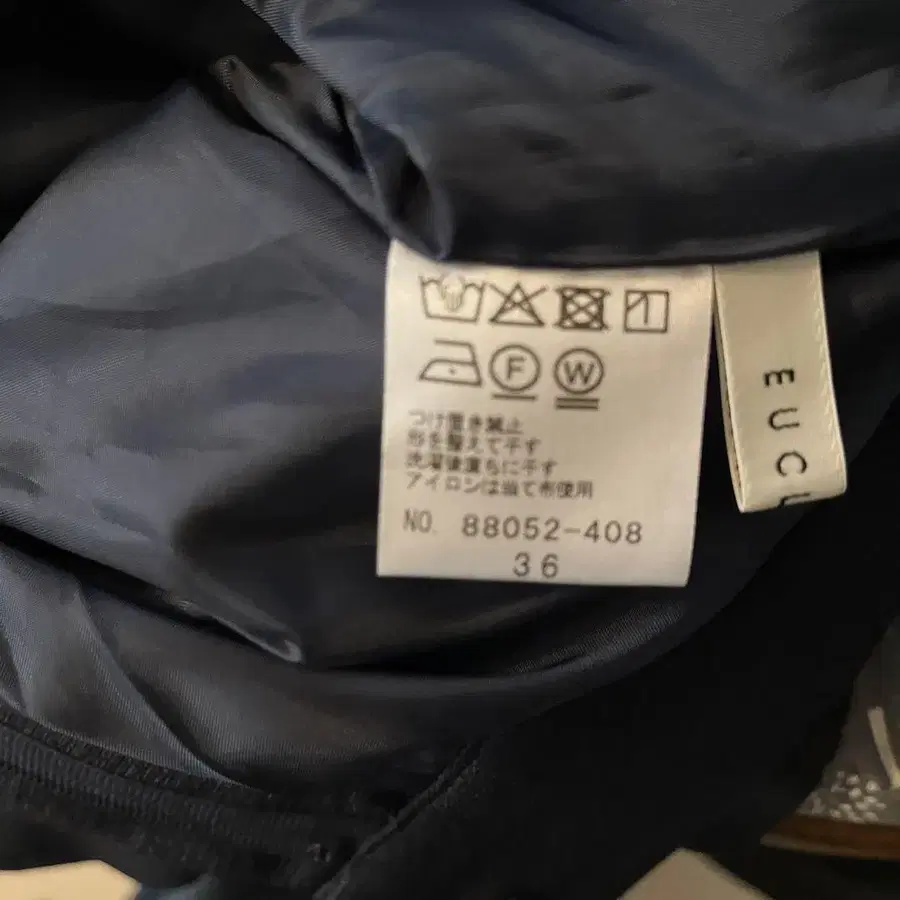 F W
つけ置き禁止
形を整えて干す
洗濯後直ちに干す
アイロンは当て布使用
NO. 88052-408
36
EUC